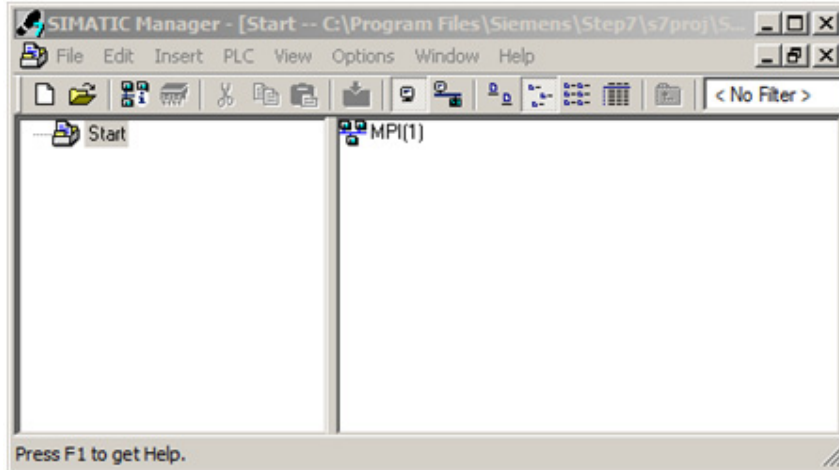 SIMATIC Manager - [Start -- C:\Program Files\Siemens\Step7\s7proj\S...
File Edit Insert PLC View Options Window Help
< No Filter >
Start
MPI(1)
Press F1 to get Help.